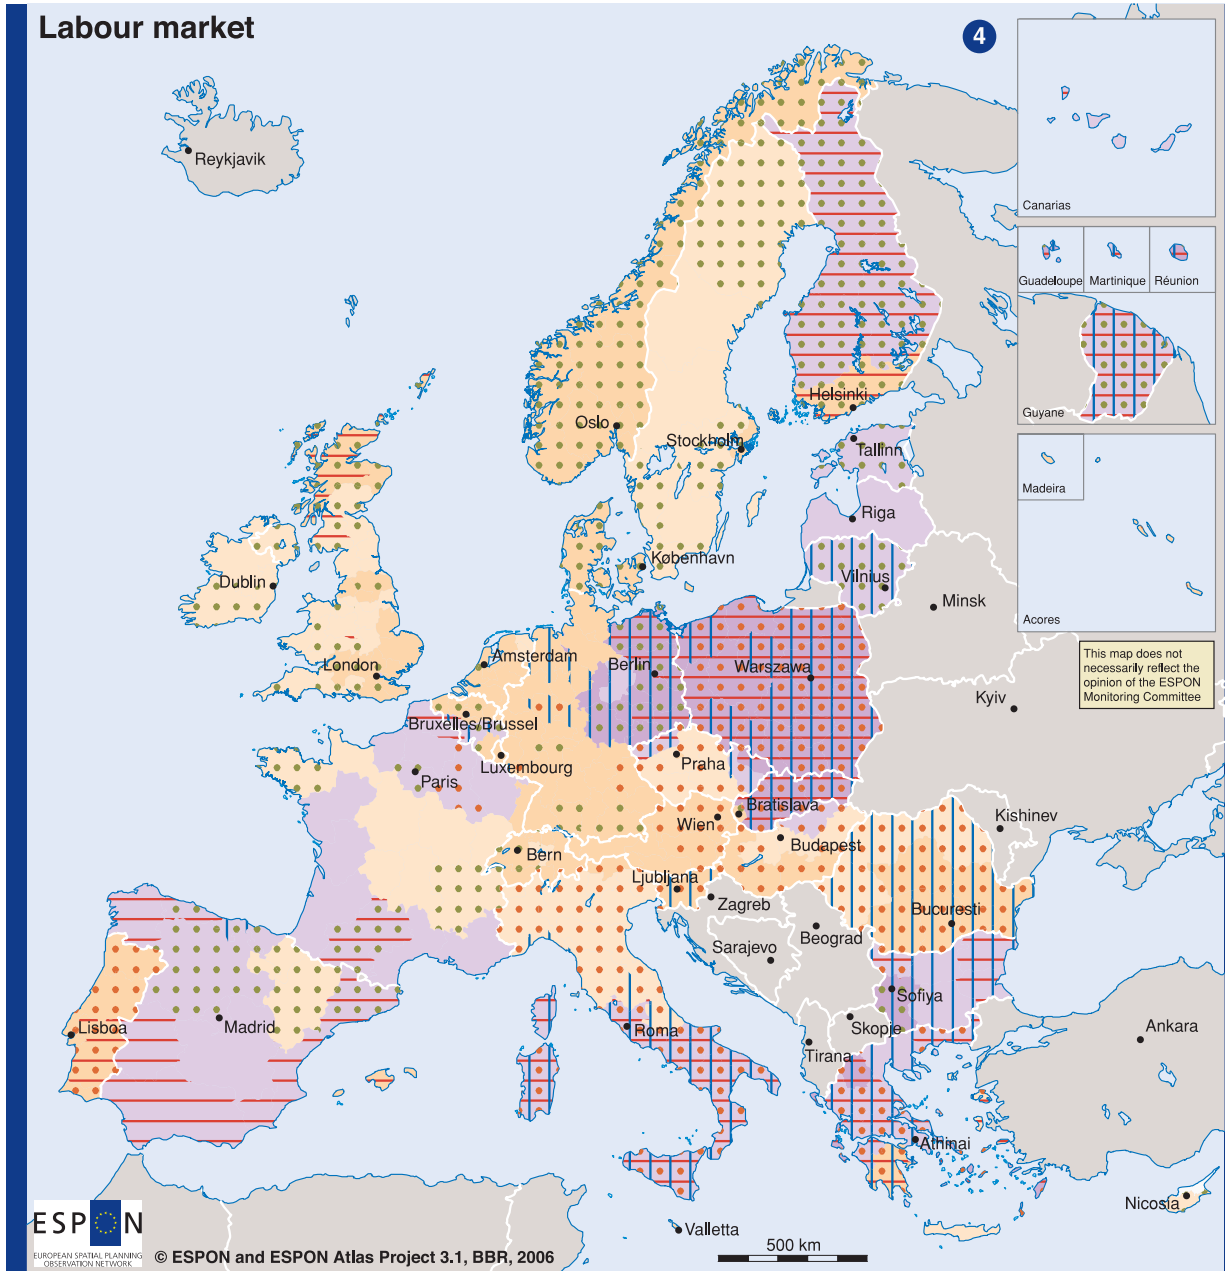 Labour market
4
Reykjavik
Canarias
Guadeloupe
Martinique
Réunion
Guyane
Helsinki
Oslo
Stockholm
Tallinn
Riga
Madeira
København
Dublin
Vilnius
Minsk
Acores
London
Amsterdam
Berlin
Warszawa
This map does not
necessarily reflect the
opinion of the ESPON
Monitoring Committee
Kyiv
Bruxelles/Brussel
Luxembourg
Praha
Paris
Bratislava
Wien
Kishinev
Budapest
Bern
Ljubljana
Zagreb
Bucuresti
Beograd
Sarajevo
Sofiya
Lisboa
Madrid
Roma
Skopje
Ankara
Tirana
Athinai
Nicosia
Valletta
ESPON
EUROPEAN SPATIAL PLANNING
OBSERVATION NETWORK
© ESPON and ESPON Atlas Project 3.1, BBR, 2006
500 km